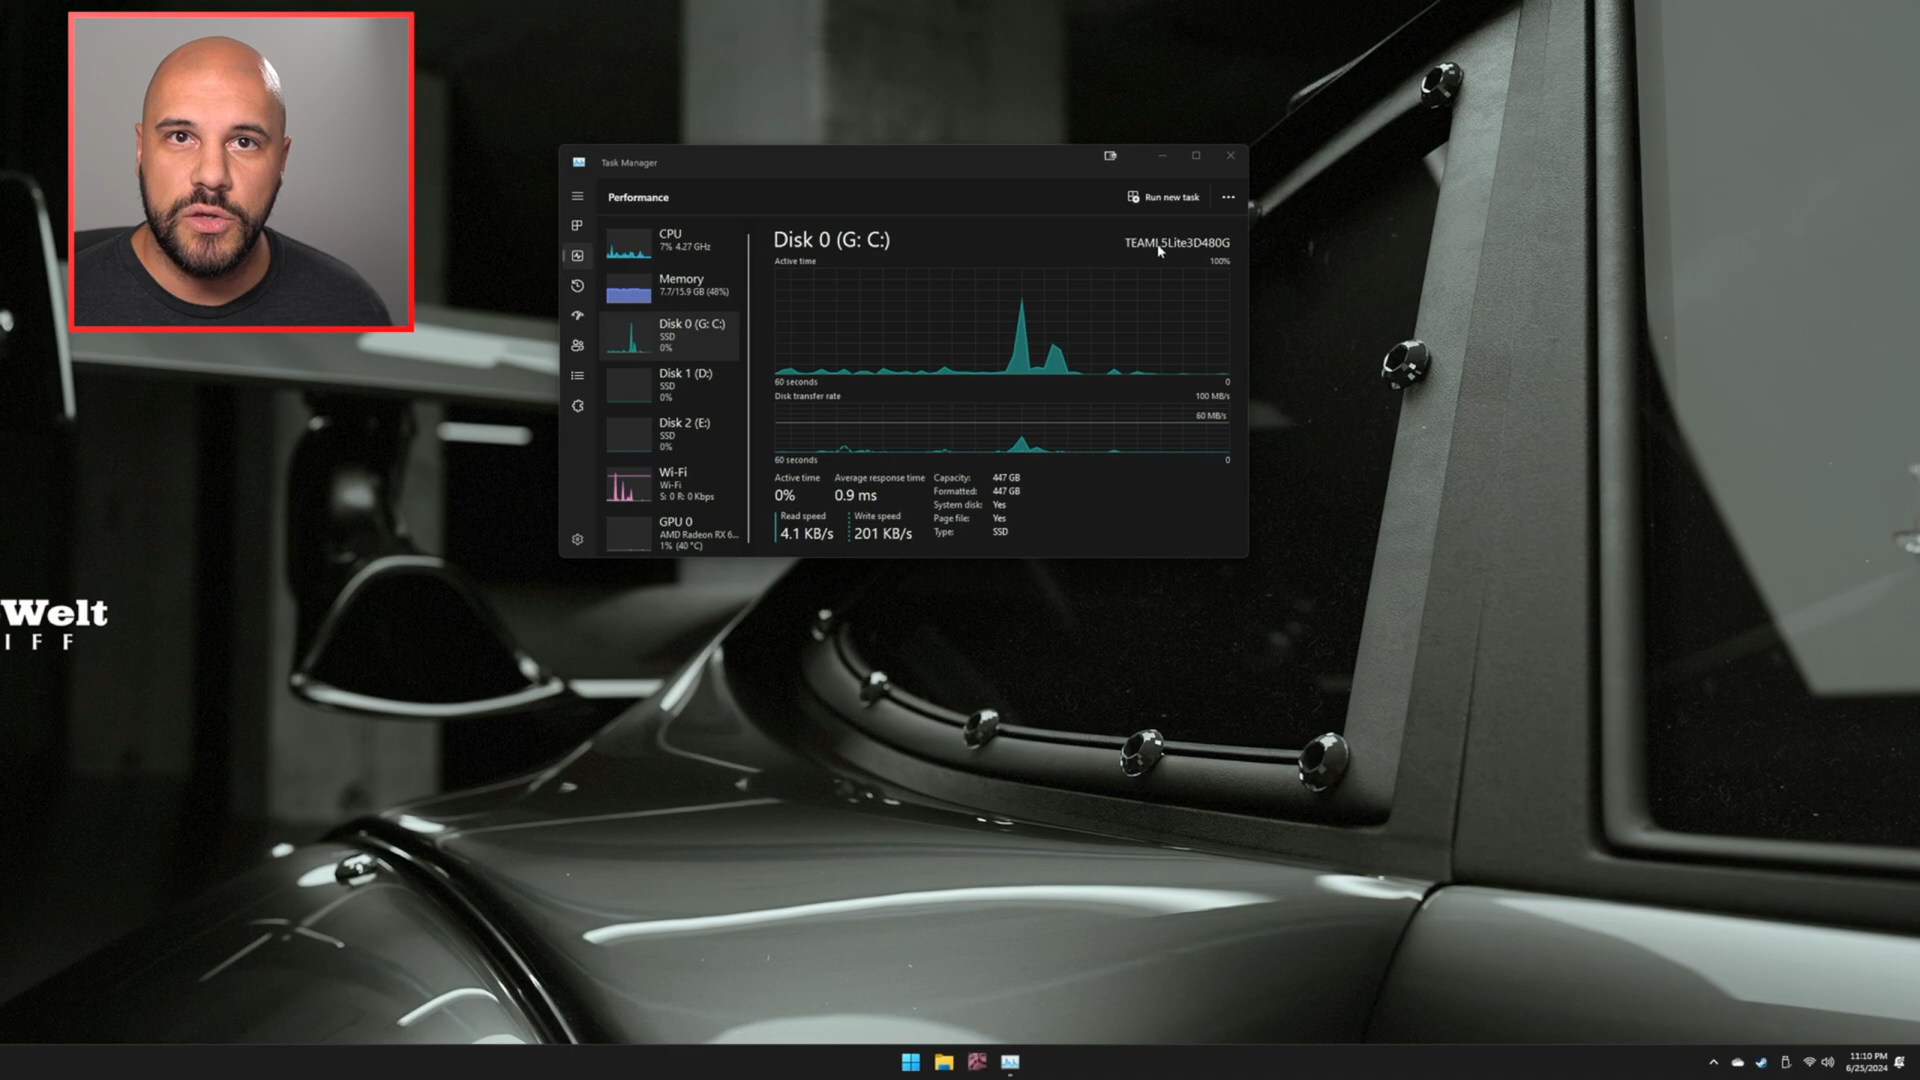 Task Manager
Performance
Run new task
CPU
7% 4.27 GHz
Memory
7.7/15.9 GB (48%)
Disk 0 (G: C:)
SSD
0%
Disk 1 (D:)
SSD
0%
Disk 2 (E:)
SSD
0%
Wi-Fi
Wi-Fi
S: 0 R: 0 Kbps
GPU 0
AMD Radeon RX 6...
1% (40 °C)
Disk 0 (G: C:)
TEAML5Lite3D480G
Active time
100%
60 seconds
0
Disk transfer rate
100 MB/s
60 MB/s
60 seconds
0
Active time
0%
Average response time
0.9 ms
Read speed
4.1 KB/s
Write speed
201 KB/s
Capacity: 447 GB
Formatted: 447 GB
System disk: Yes
Page file: Yes
Type: SSD
Welt
IFF
11:10 PM
6/25/2024